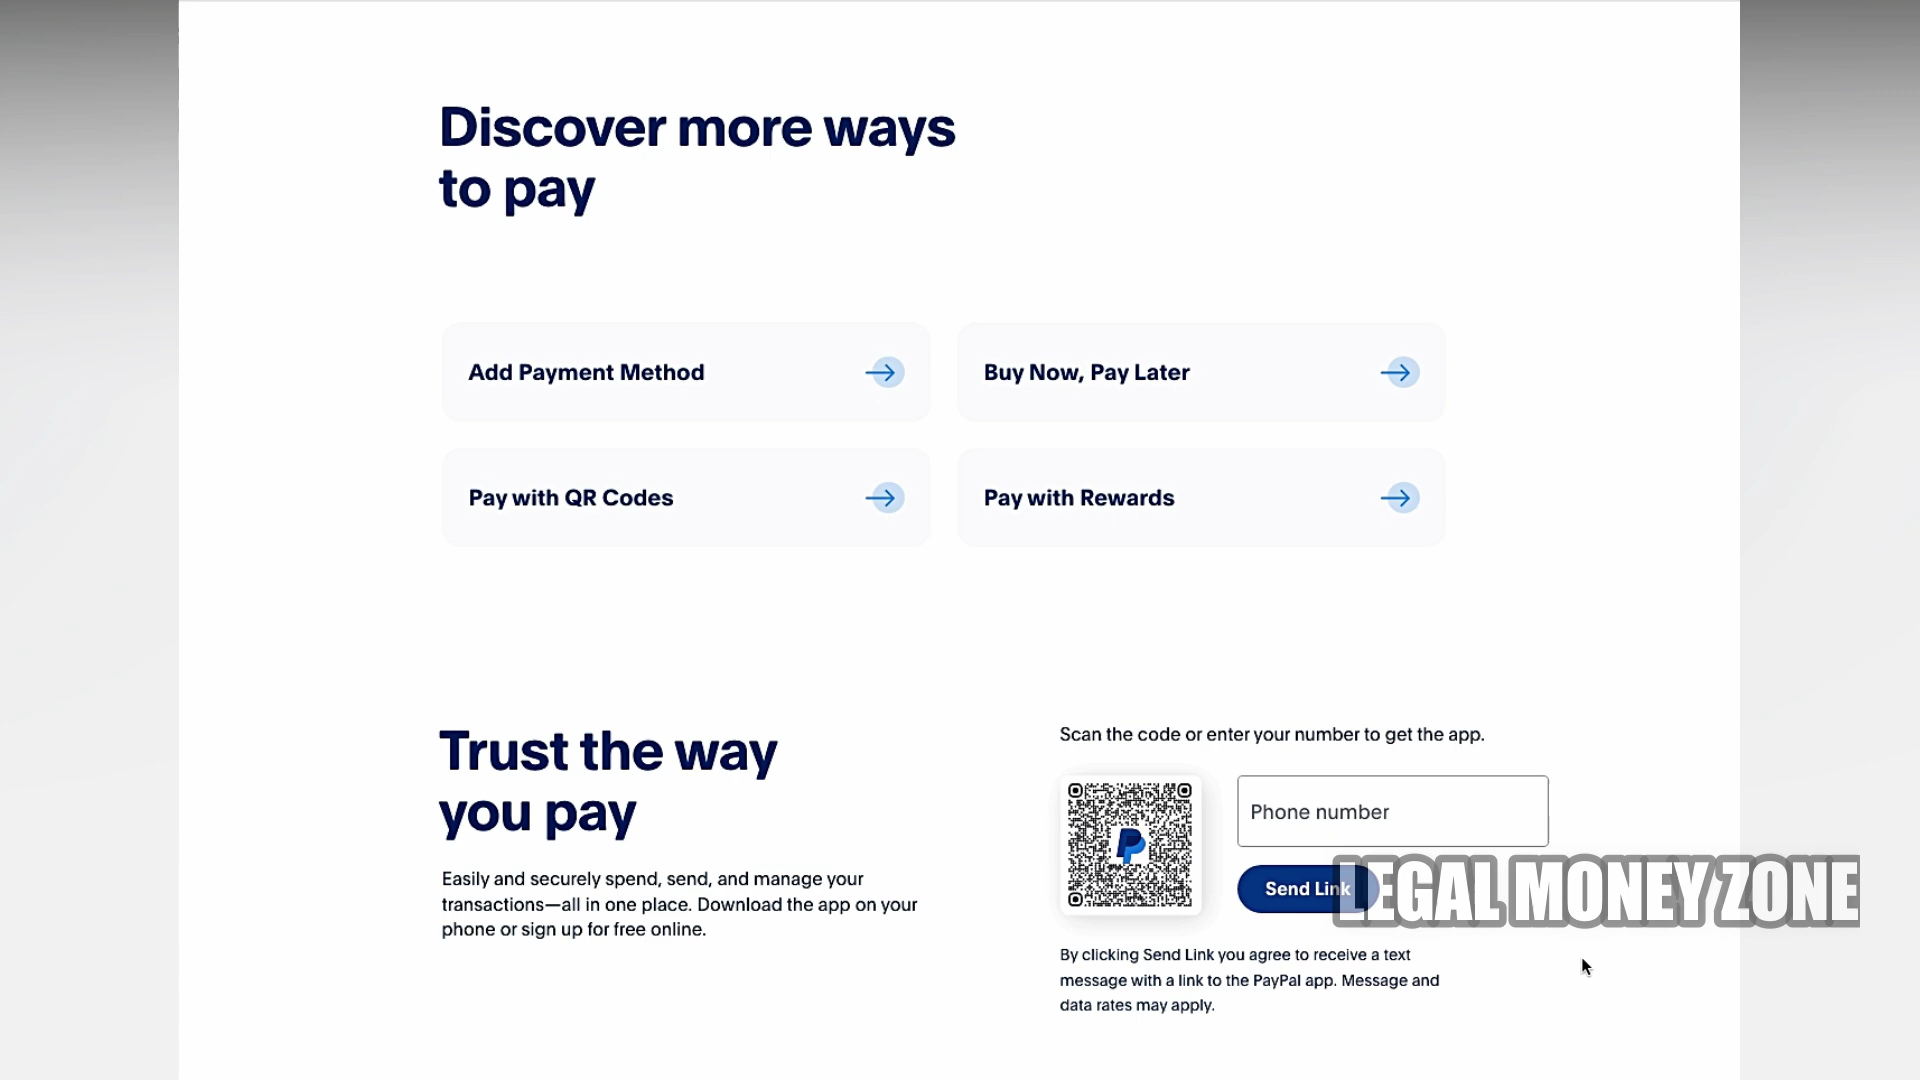 Discover more ways
to pay
Add Payment Method
Buy Now, Pay Later
Pay with QR Codes
Pay with Rewards
Trust the way
you pay
Easily and securely spend, send, and manage your
transactions—all in one place. Download the app on your
phone or sign up for free online.
Scan the code or enter your number to get the app.
Phone number
Send Link
LEGAL MONEY ZONE
By clicking Send Link you agree to receive a text
message with a link to the PayPal app. Message and
data rates may apply.